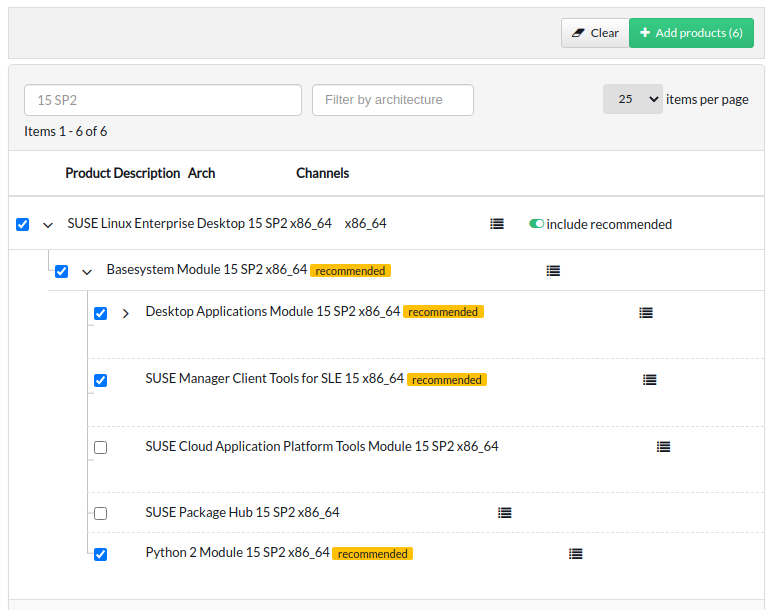 Clear Add products (6)
15 SP2 Filter by architecture 25 items per page
Items 1 - 6 of 6
Product Description Arch Channels
SUSE Linux Enterprise Desktop 15 SP2 x86_64 x86_64 include recommended
Basesystem Module 15 SP2 x86_64 recommended
Desktop Applications Module 15 SP2 x86_64 recommended
SUSE Manager Client Tools for SLE 15 x86_64 recommended
SUSE Cloud Application Platform Tools Module 15 SP2 x86_64
SUSE Package Hub 15 SP2 x86_64
Python 2 Module 15 SP2 x86_64 recommended